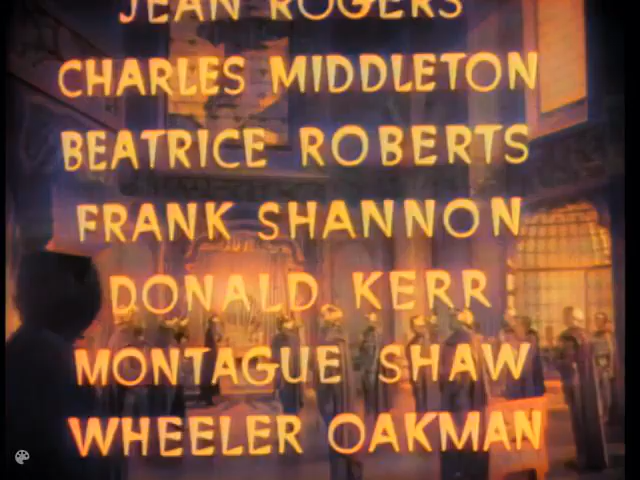 JEAN ROGERS
CHARLES MIDDLETON
BEATRICE ROBERTS
FRANK SHANNON
DONALD KERR
MONTAGUE SHAW
WHEELER OAKMAN